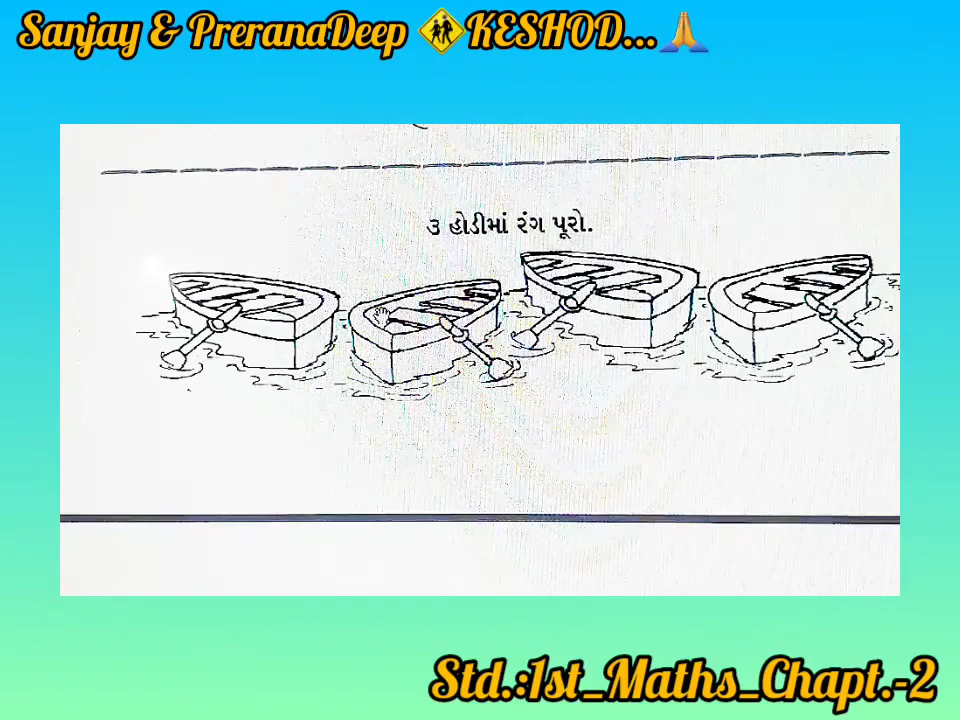 Sanjay & PreranaDeep 🚸KESHOD...🙏
૩ હોડીમાં રંગ પૂરો.
Std.:1st_Maths_Chapt.-2